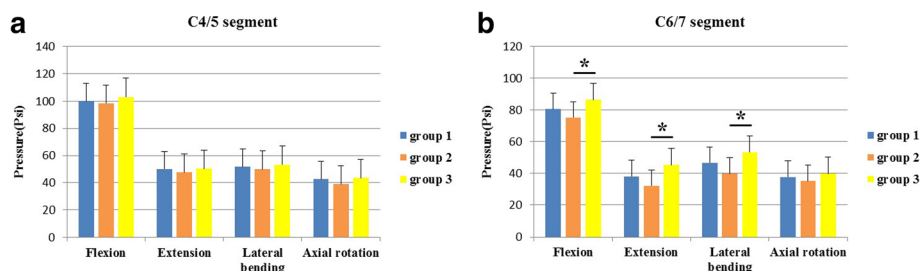 a
C4/5 segment
Pressure(Psi)
140
120
100
80
60
40
20
0
Flexion
Extension
Lateral
bending
Axial rotation
group 1
group 2
group 3
b
C6/7 segment
Pressure(Psi)
120
100
80
60
40
20
0
*
*
*
Flexion
Extension
Lateral
bending
Axial rotation
group 1
group 2
group 3